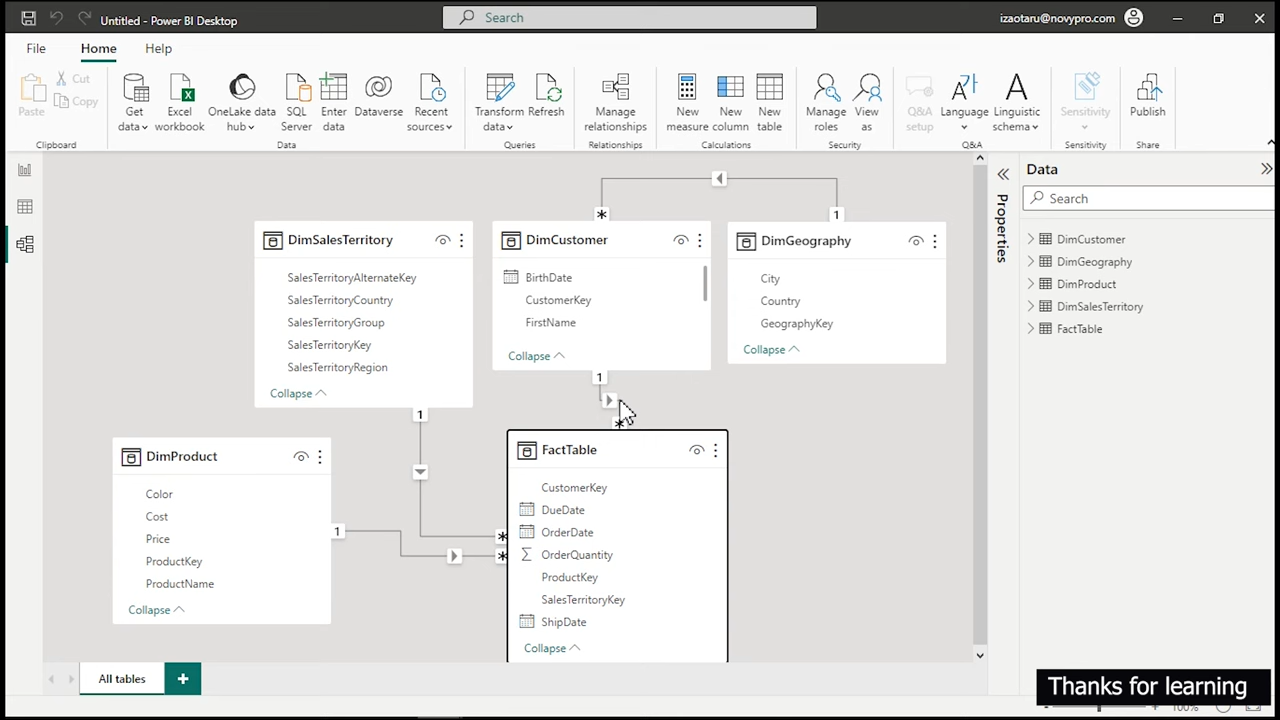 Untitled - Power BI Desktop
Search
izaotaru@novypro.com
File
Home
Help
Paste
Cut
Copy
Get data
Excel workbook
OneLake data hub
SQL Server
Enter data
Dataverse
Recent sources
Transform data
Refresh
Manage relationships
New measure
New column
New table
Manage roles
View as
Q&A setup
Language
Linguistic schema
Sensitivity
Publish
Clipboard
Data
Queries
Relationships
Calculations
Security
Q&A
Sensitivity
Share
* 1
DimSalesTerritory
SalesTerritoryAlternateKey
SalesTerritoryCountry
SalesTerritoryGroup
SalesTerritoryKey
SalesTerritoryRegion
Collapse
1
DimCustomer
BirthDate
CustomerKey
FirstName
Collapse
1
*
DimGeography
City
Country
GeographyKey
Collapse
DimProduct
Color
Cost
Price
ProductKey
ProductName
Collapse
1
*
*
FactTable
CustomerKey
DueDate
OrderDate
Σ OrderQuantity
ProductKey
SalesTerritoryKey
ShipDate
Collapse
Properties
Data
Search
DimCustomer
DimGeography
DimProduct
DimSalesTerritory
FactTable
All tables
+
Thanks for learning
100%